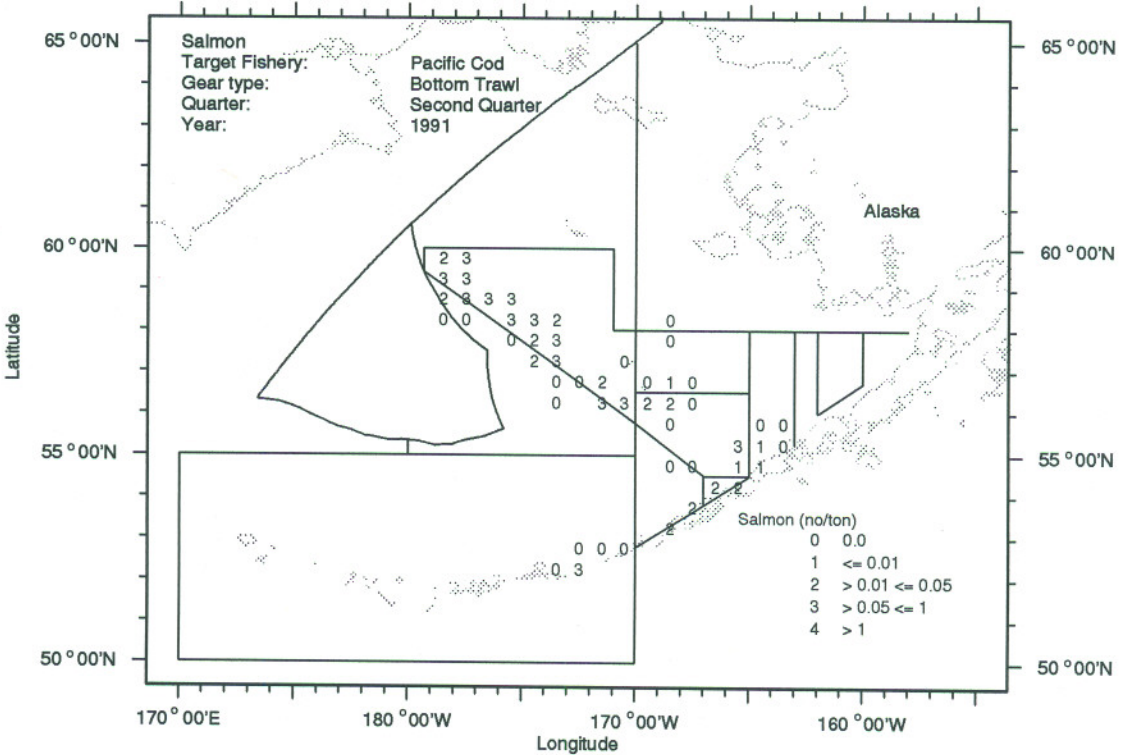 65°00'N
Salmon
Target Fishery: Pacific Cod
Gear type: Bottom Trawl
Quarter: Second Quarter
Year: 1991
65°00'N
Alaska
60°00'N
60°00'N
2 3
3 3
2 3 3 3
0 0 3 3 2 0
0 2 3 0
2 3 0
0 0 2 0 1 0
0 3 3 2 2 0
0 0 0
3 1 0
55°00'N
55°00'N
0 0 1 1
2 2
2
2
0 0 0
0 3
Latitude
Salmon (no/ton)
0 0.0
1 <= 0.01
2 > 0.01 <= 0.05
3 > 0.05 <= 1
4 > 1
50°00'N
50°00'N
170°00'E 180°00'W 170°00'W 160°00'W
Longitude